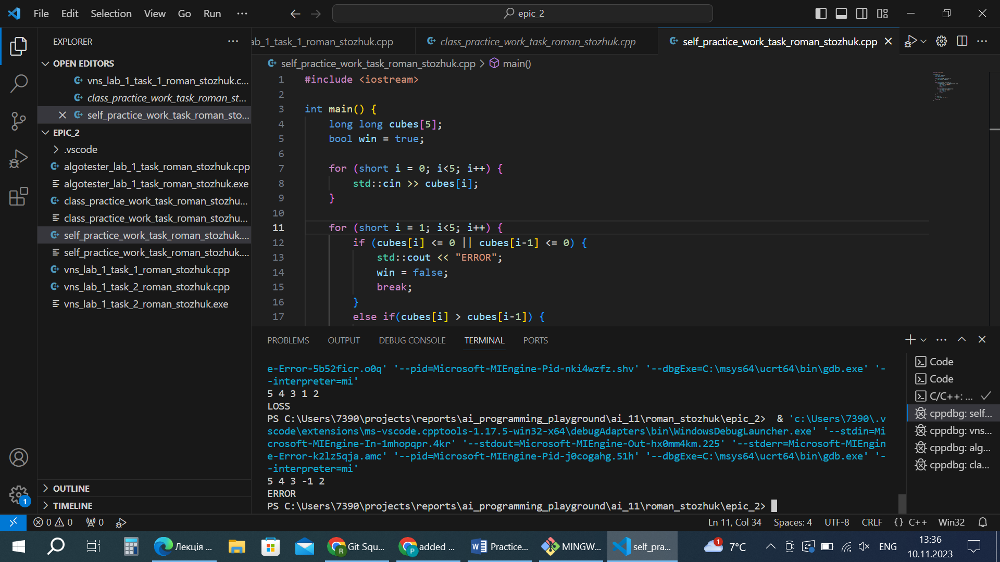 File Edit Selection View Go Run ··· epic_2
EXPLORER
OPEN EDITORS
vns_lab_1_task_1_roman_stozhuk.c...
class_practice_work_task_roman_st...
self_practice_work_task_roman_sto...
EPIC_2
.vscode
algotester_lab_1_task_roman_stozhuk.cpp
algotester_lab_1_task_roman_stozhuk.exe
class_practice_work_task_roman_stozhu...
class_practice_work_task_roman_stozhu...
self_practice_work_task_roman_stozhuk....
self_practice_work_task_roman_stozhuk....
vns_lab_1_task_1_roman_stozhuk.cpp
vns_lab_1_task_2_roman_stozhuk.cpp
vns_lab_1_task_2_roman_stozhuk.exe
OUTLINE
TIMELINE
ab_1_task_1_roman_stozhuk.cpp class_practice_work_task_roman_stozhuk.cpp self_practice_work_task_roman_stozhuk.cpp
self_practice_work_task_roman_stozhuk.cpp > main()
1 #include <iostream>
2
3 int main() {
4 long long cubes[5];
5 bool win = true;
6
7 for (short i = 0; i<5; i++) {
8 std::cin >> cubes[i];
9 }
10
11 for (short i = 1; i<5; i++) {
12 if (cubes[i] <= 0 || cubes[i-1] <= 0) {
13 std::cout << "ERROR";
14 win = false;
15 break;
16 }
17 else if(cubes[i] > cubes[i-1]) {
PROBLEMS OUTPUT DEBUG CONSOLE TERMINAL PORTS
e-Error-5b52ficr.o0q' '--pid=Microsoft-MIEngine-Pid-nki4wzfz.shv' '--dbgExe=C:\msys64\ucrt64\bin\gdb.exe' '-
-interpreter=mi'
5 4 3 1 2
LOSS
PS C:\Users\7390\projects\reports\ai_programming_playground\ai_11\roman_stozhuk\epic_2>  & 'c:\Users\7390\.v
scode\extensions\ms-vscode.cpptools-1.17.5-win32-x64\debugAdapters\bin\WindowsDebugLauncher.exe' '--stdin=Mi
crosoft-MIEngine-In-1mhopqpr.4kr' '--stdout=Microsoft-MIEngine-Out-hx0mm4km.225' '--stderr=Microsoft-MIEngin
e-Error-k2lz5qja.amc' '--pid=Microsoft-MIEngine-Pid-j0cogahg.51h' '--dbgExe=C:\msys64\ucrt64\bin\gdb.exe' '-
-interpreter=mi'
5 4 3 -1 2
ERROR
PS C:\Users\7390\projects\reports\ai_programming_playground\ai_11\roman_stozhuk\epic_2>
Code
Code
C/C++: ...
cppdbg: self...
cppdbg: vns...
cppdbg: alg...
cppdbg: cla...
1
0 0 0 Ln 11, Col 34 Spaces: 4 UTF-8 CRLF {} C++ Win32
Лекція ... Git Squ... added ... Practice... MINGW... self_pra... 1 7°C ENG 13:36
10.11.2023